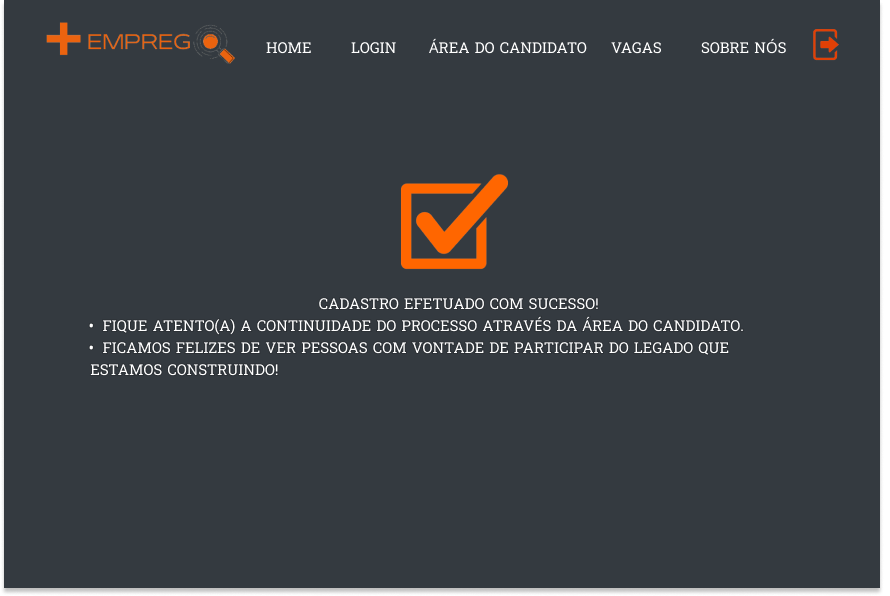 + EMPREGO
HOME LOGIN ÁREA DO CANDIDATO VAGAS SOBRE NÓS
CADASTRO EFETUADO COM SUCESSO!
• FIQUE ATENTO(A) A CONTINUIDADE DO PROCESSO ATRAVÉS DA ÁREA DO CANDIDATO.
• FICAMOS FELIZES DE VER PESSOAS COM VONTADE DE PARTICIPAR DO LEGADO QUE
ESTAMOS CONSTRUINDO!